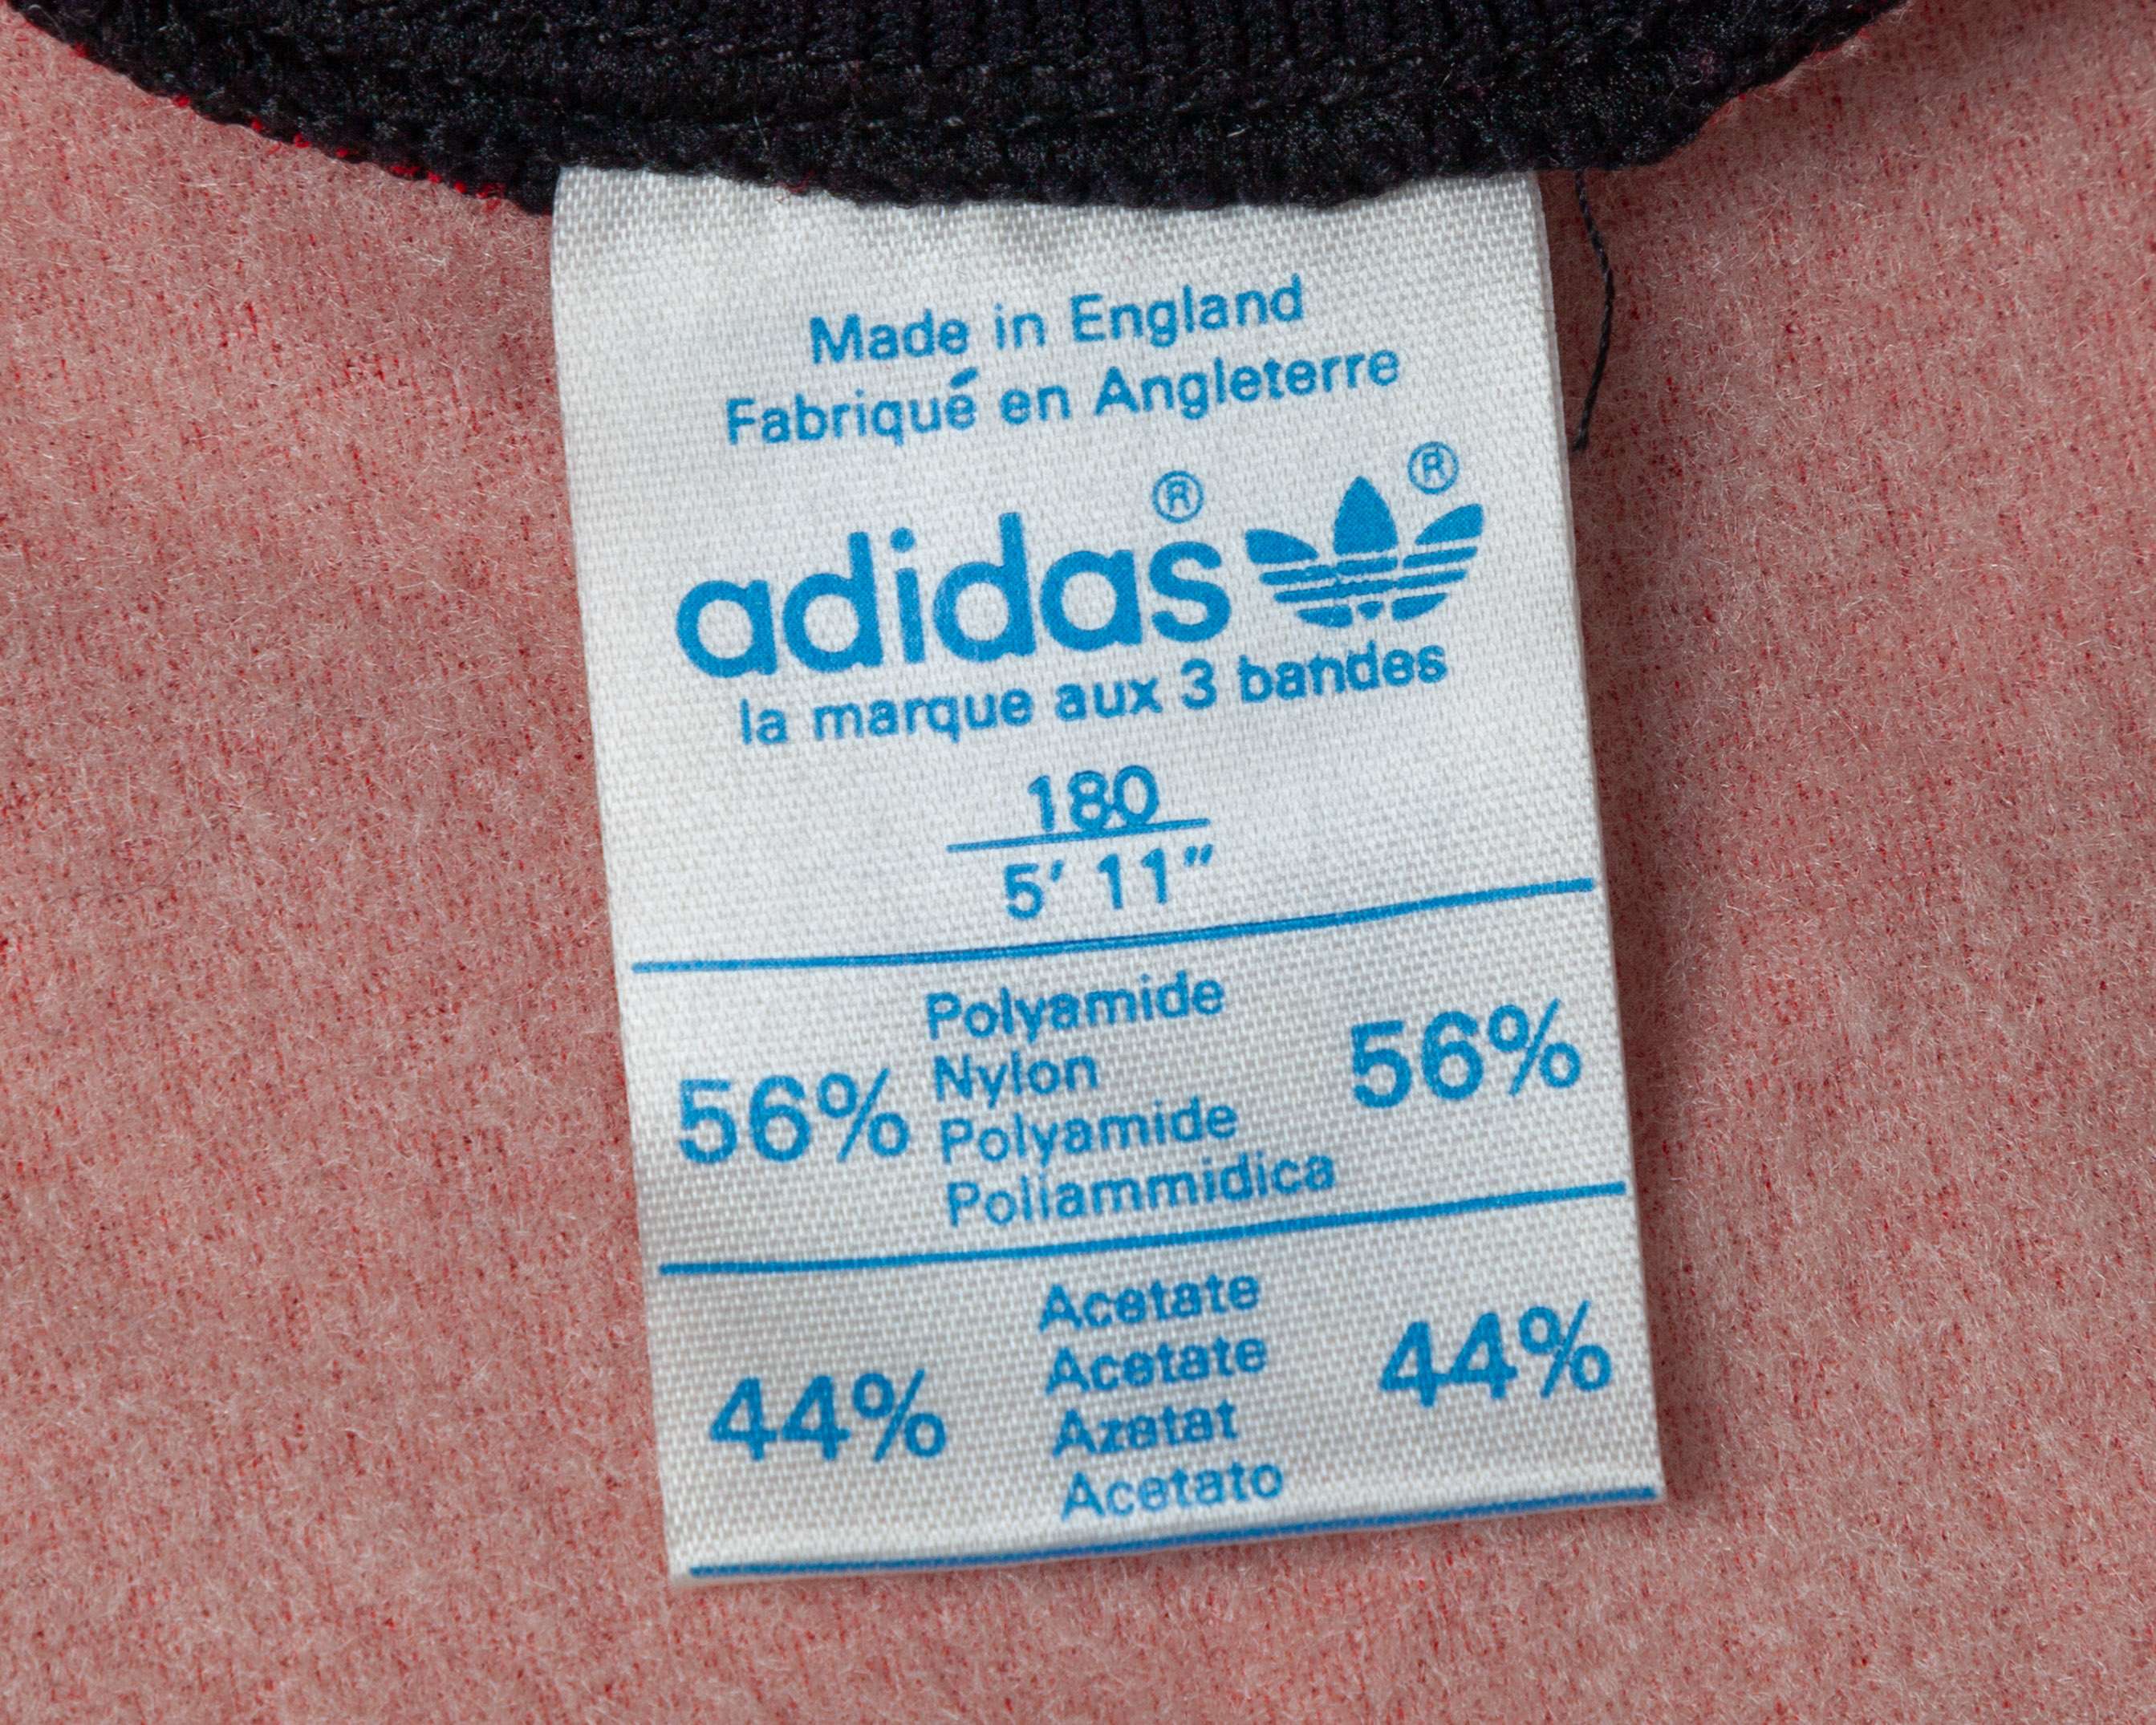 Made in England
Fabriqué en Angleterre
adidas® ®
la marque aux 3 bandes
180
5' 11"
Polyamide
Nylon
56% Polyamide 56%
Poliammidica
Acetate
Acetate
44% Azetat 44%
Acetato